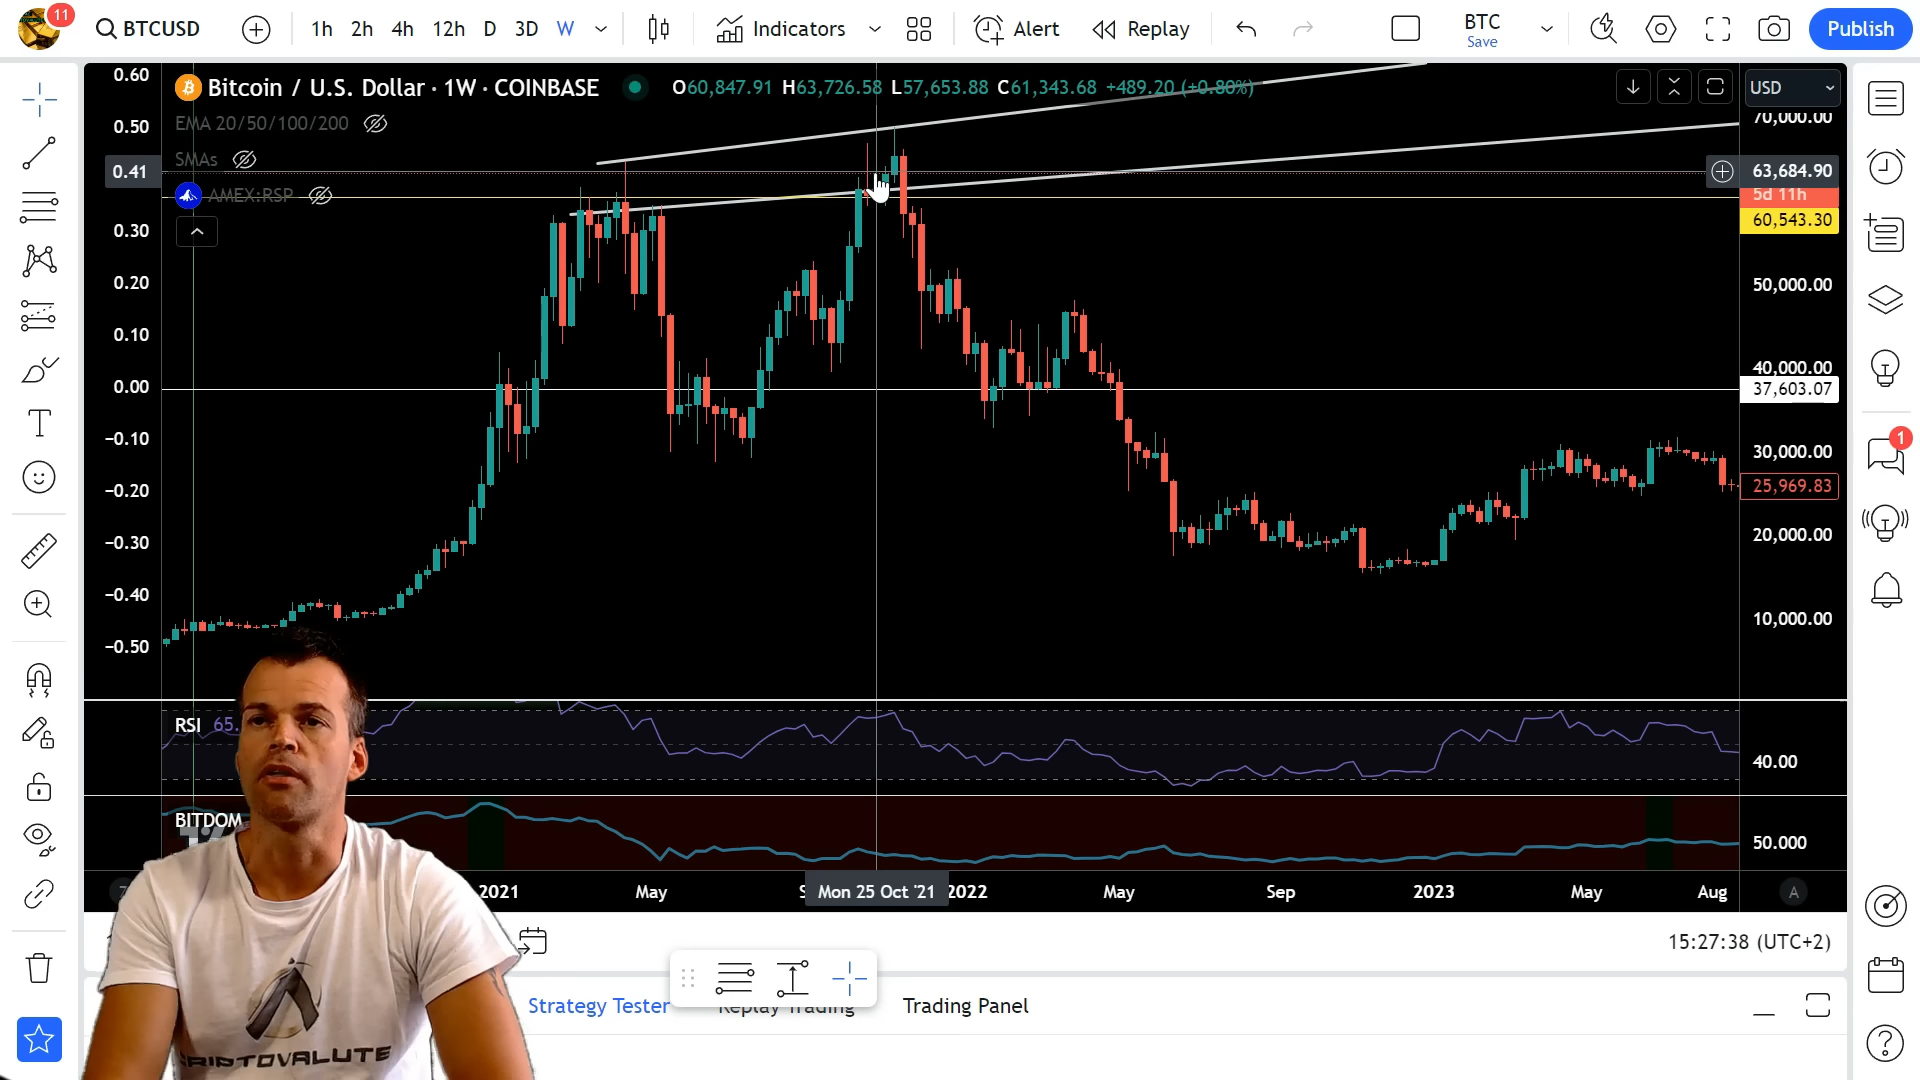 11
BTCUSD
1h 2h 4h 12h D 3D W
Indicators
Alert
Replay
BTC
Save
Publish
Bitcoin / U.S. Dollar · 1W · COINBASE
O60,847.91 H63,726.58 L57,653.88 C61,343.68 +489.20 (+0.80%)
USD
EMA 20/50/100/200
SMAs
AMEX:RSP
0.60
0.50
0.41
0.30
0.20
0.10
0.00
−0.10
−0.20
−0.30
−0.40
−0.50
70,000.00
63,684.90
5d 11h
60,543.30
50,000.00
40,000.00
37,603.07
30,000.00
25,969.83
20,000.00
10,000.00
1
RSI 65.
40.00
BITDOM
50.000
2021 May Mon 25 Oct '21 2022 May Sep 2023 May Aug
A
15:27:38 (UTC+2)
Strategy Tester Replay Trading Trading Panel
RIPTOVALUTE